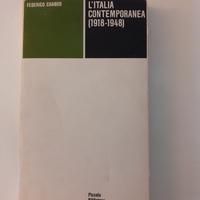 FEDERICO CHABOD
L'ITALIA
CONTEMPORANEA
(1918-1948)
Piccola
Biblioteca